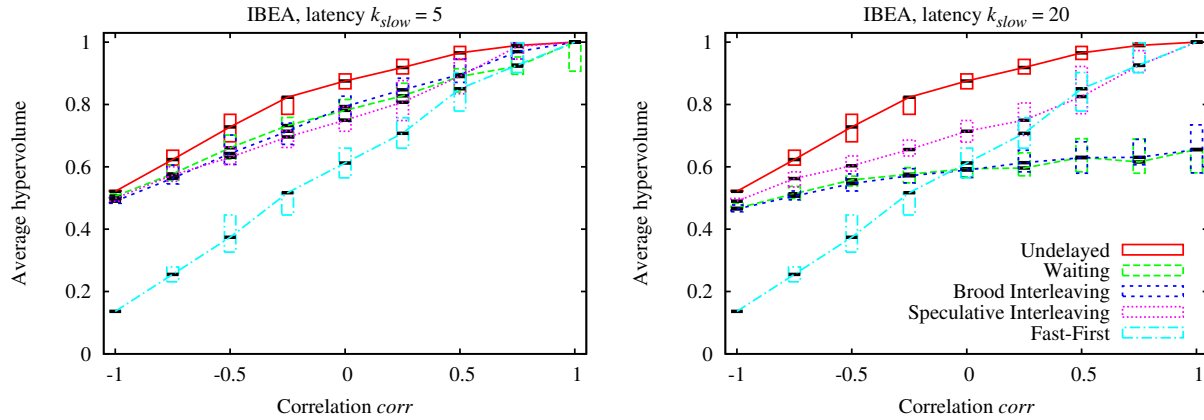 IBEA, latency k_slow = 5
Average hypervolume
1
0.8
0.6
0.4
0.2
0
-1
-0.5
0
0.5
1
Correlation corr
IBEA, latency k_slow = 20
Average hypervolume
1
0.8
0.6
0.4
0.2
0
Undelayed
Waiting
Brood Interleaving
Speculative Interleaving
Fast-First
-1
-0.5
0
0.5
1
Correlation corr